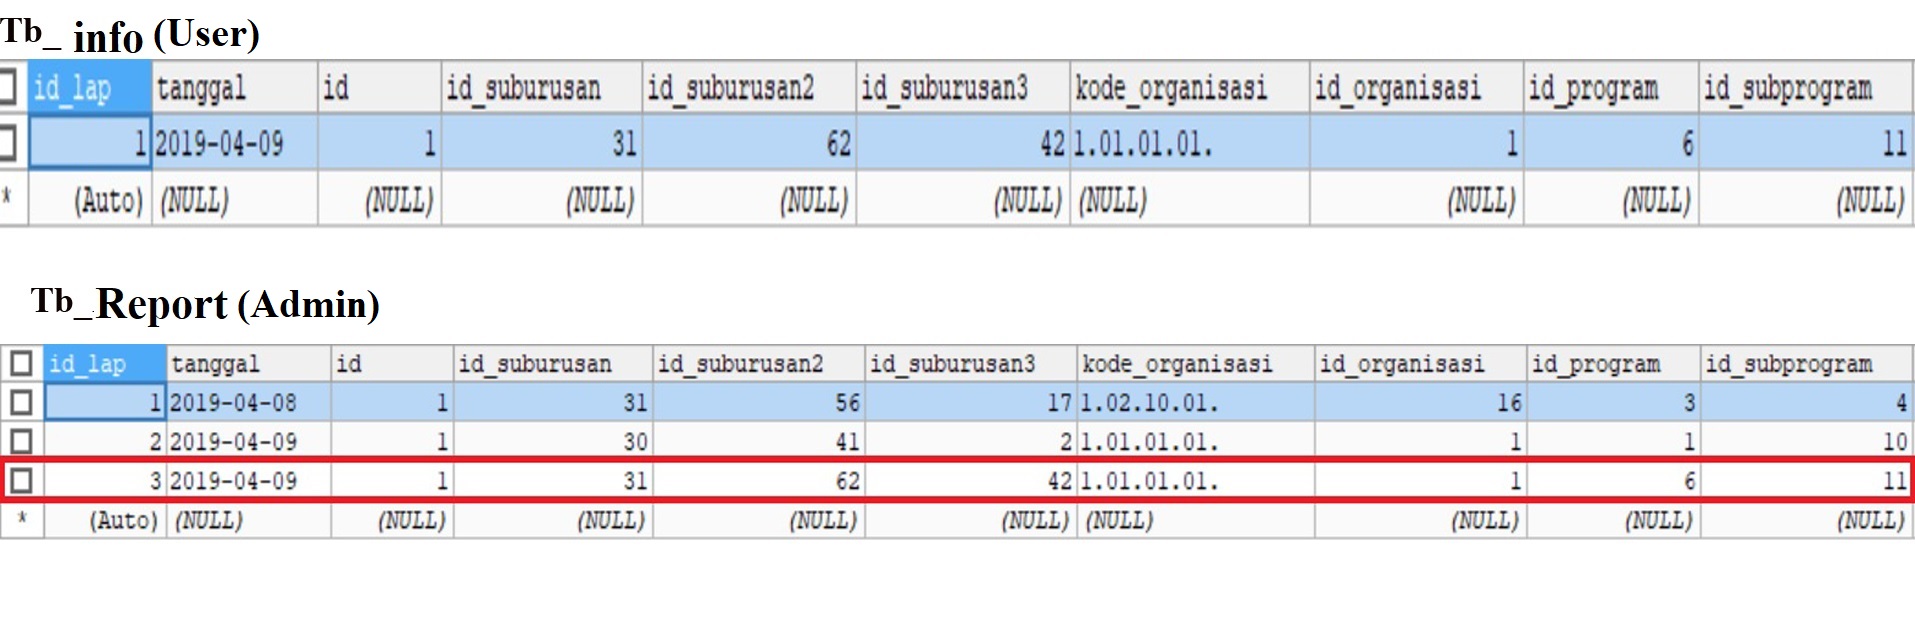 Tb_ info (User)
id_lap tanggal id id_suburusan id_suburusan2 id_suburusan3 kode_organisasi id_organisasi id_program id_subprogram
1 2019-04-09 1 31 62 42 1.01.01.01. 1 6 11
* (Auto) (NULL) (NULL) (NULL) (NULL) (NULL) (NULL) (NULL) (NULL) (NULL)
Tb_Report (Admin)
id_lap tanggal id id_suburusan id_suburusan2 id_suburusan3 kode_organisasi id_organisasi id_program id_subprogram
1 2019-04-08 1 31 56 17 1.02.10.01. 16 3 4
2 2019-04-09 1 30 41 2 1.01.01.01. 1 1 10
3 2019-04-09 1 31 62 42 1.01.01.01. 1 6 11
* (Auto) (NULL) (NULL) (NULL) (NULL) (NULL) (NULL) (NULL) (NULL) (NULL)